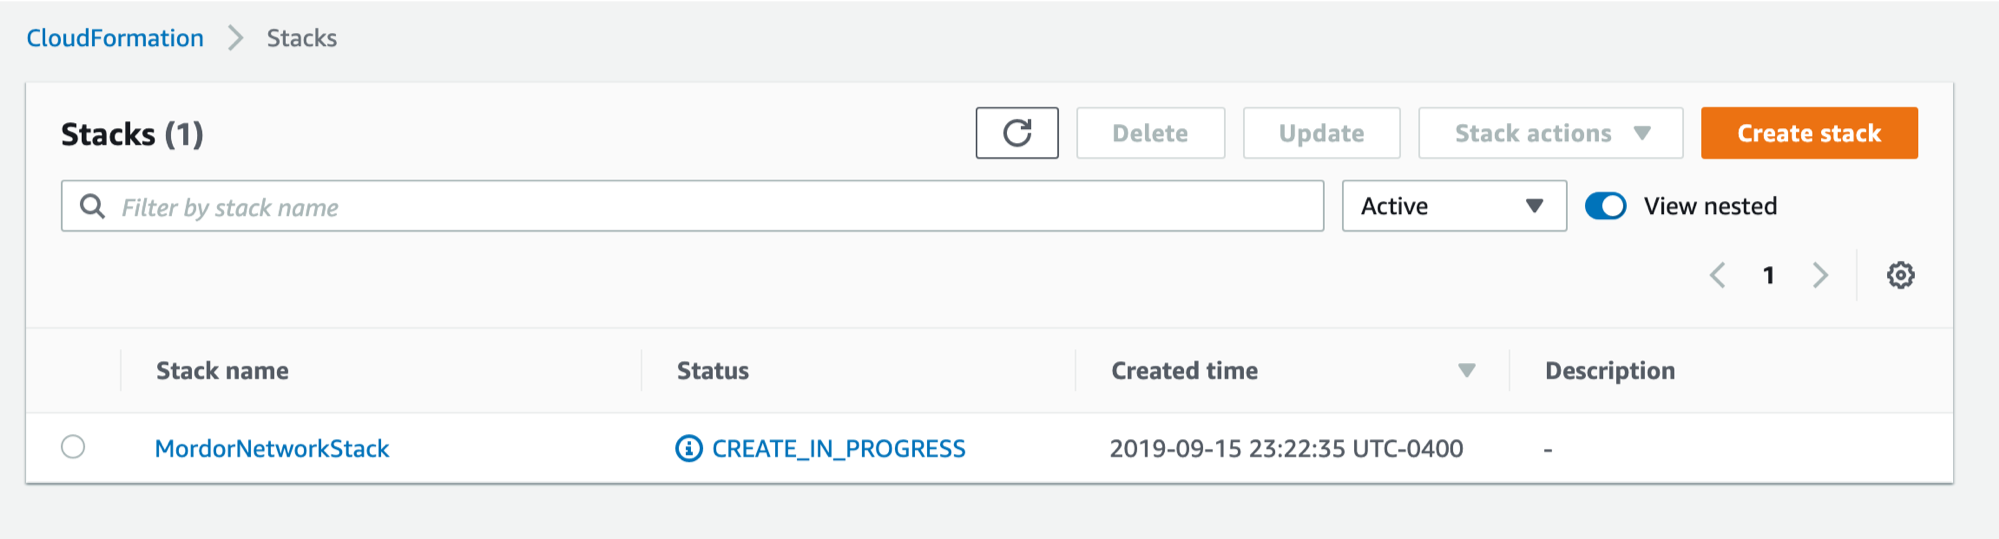 CloudFormation > Stacks
Stacks (1)
Delete
Update
Stack actions
Create stack
Filter by stack name
Active
View nested
1
Stack name Status Created time Description
MordorNetworkStack CREATE_IN_PROGRESS 2019-09-15 23:22:35 UTC-0400 -